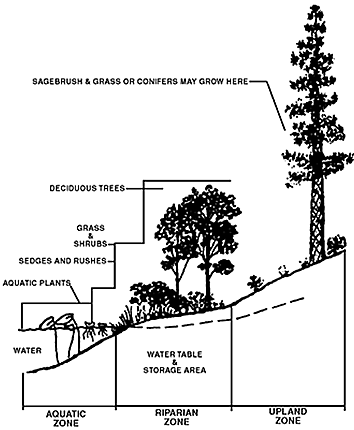 SAGEBRUSH & GRASS OR CONIFERS MAY GROW HERE
DECIDUOUS TREES
GRASS
&
SHRUBS
SEDGES AND RUSHES
AQUATIC PLANTS
WATER
WATER TABLE
&
STORAGE AREA
AQUATIC
ZONE
RIPARIAN
ZONE
UPLAND
ZONE